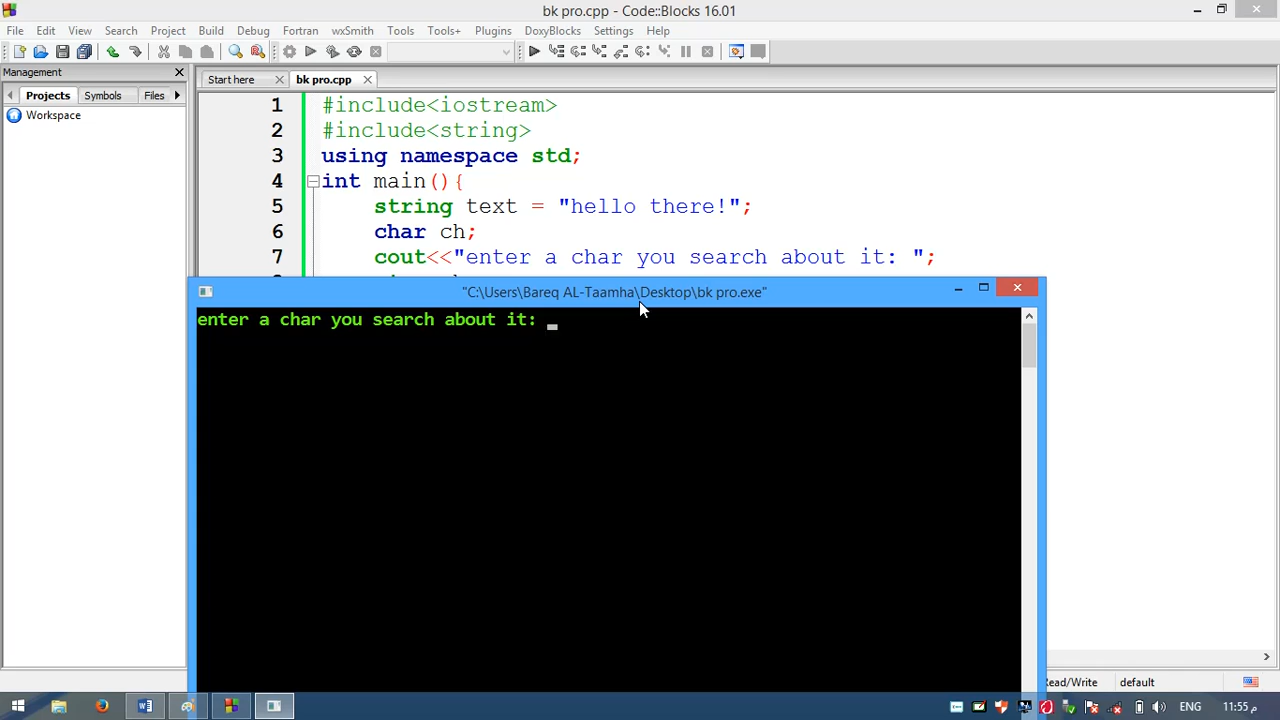 bk pro.cpp - Code::Blocks 16.01
File Edit View Search Project Build Debug Fortran wxSmith Tools Tools+ Plugins DoxyBlocks Settings Help
Management
Start here
bk pro.cpp
Projects Symbols Files
Workspace
1 #include<iostream>
2 #include<string>
3 using namespace std;
4 int main(){
5 string text = "hello there!";
6 char ch;
7 cout<<"enter a char you search about it: ";
"C:\Users\Bareq AL-Taamha\Desktop\bk pro.exe"
enter a char you search about it:
Read/Write default
ENG
11:55 م